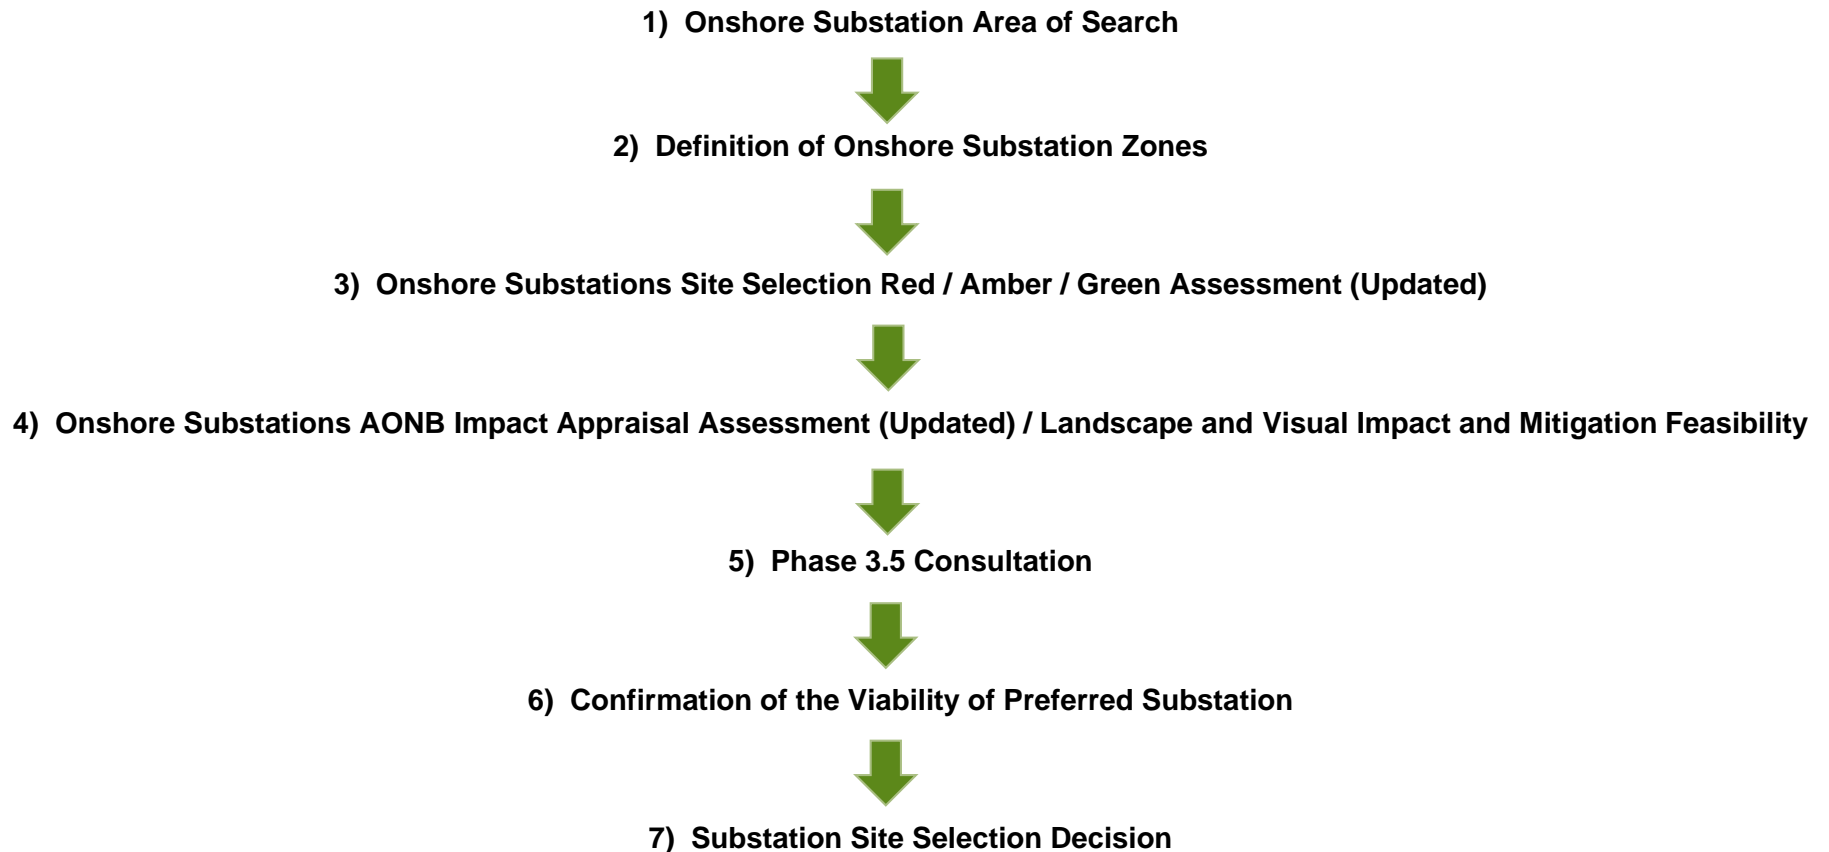 1) Onshore Substation Area of Search
2) Definition of Onshore Substation Zones
3) Onshore Substations Site Selection Red / Amber / Green Assessment (Updated)
4) Onshore Substations AONB Impact Appraisal Assessment (Updated) / Landscape and Visual Impact and Mitigation Feasibility
5) Phase 3.5 Consultation
6) Confirmation of the Viability of Preferred Substation
7) Substation Site Selection Decision